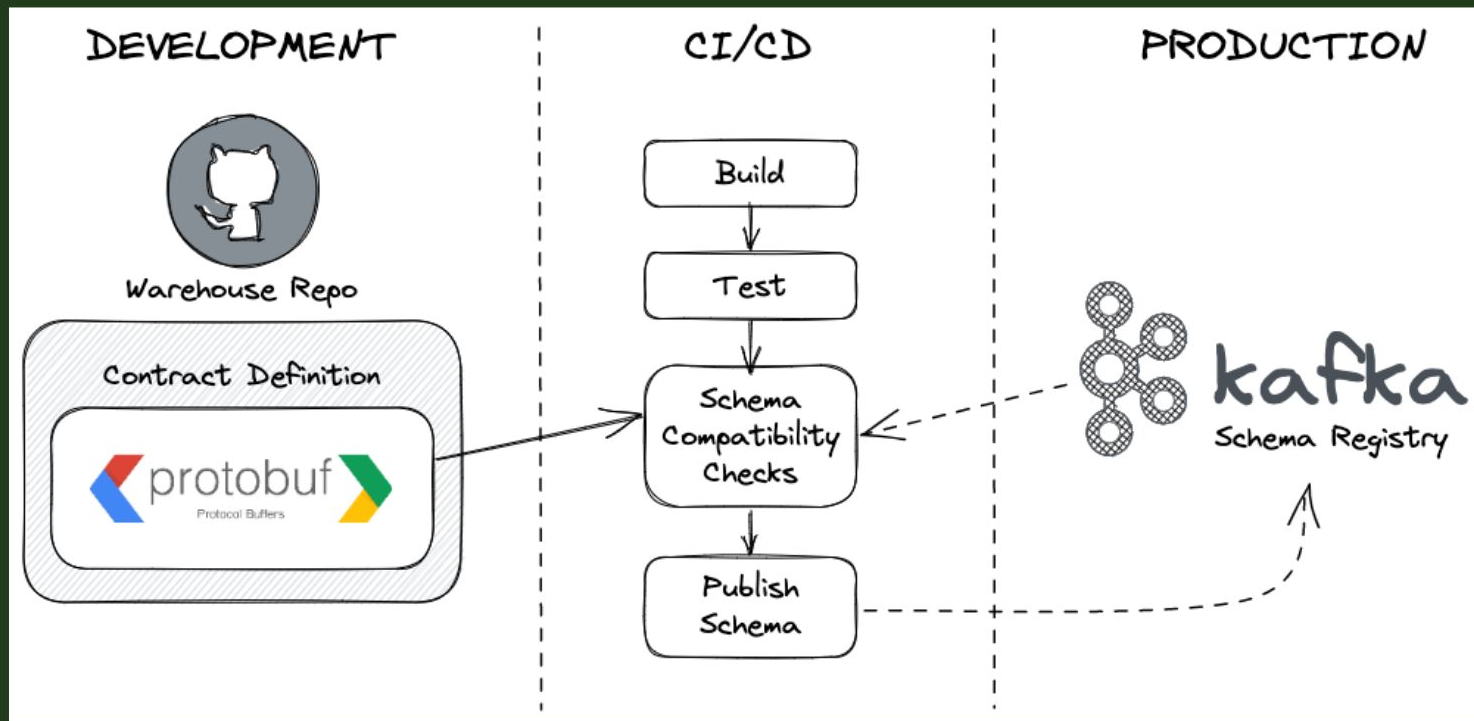 DEVELOPMENT
CI/CD
PRODUCTION
Warehouse Repo
Contract Definition
protobuf
Protocol Buffers
Build
Test
Schema
Compatibility
Checks
Publish
Schema
kafka
Schema Registry